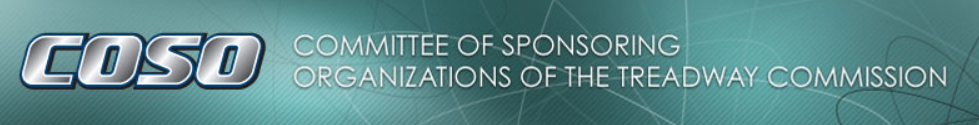 COSO
COMMITTEE OF SPONSORING
ORGANIZATIONS OF THE TREADWAY COMMISSION